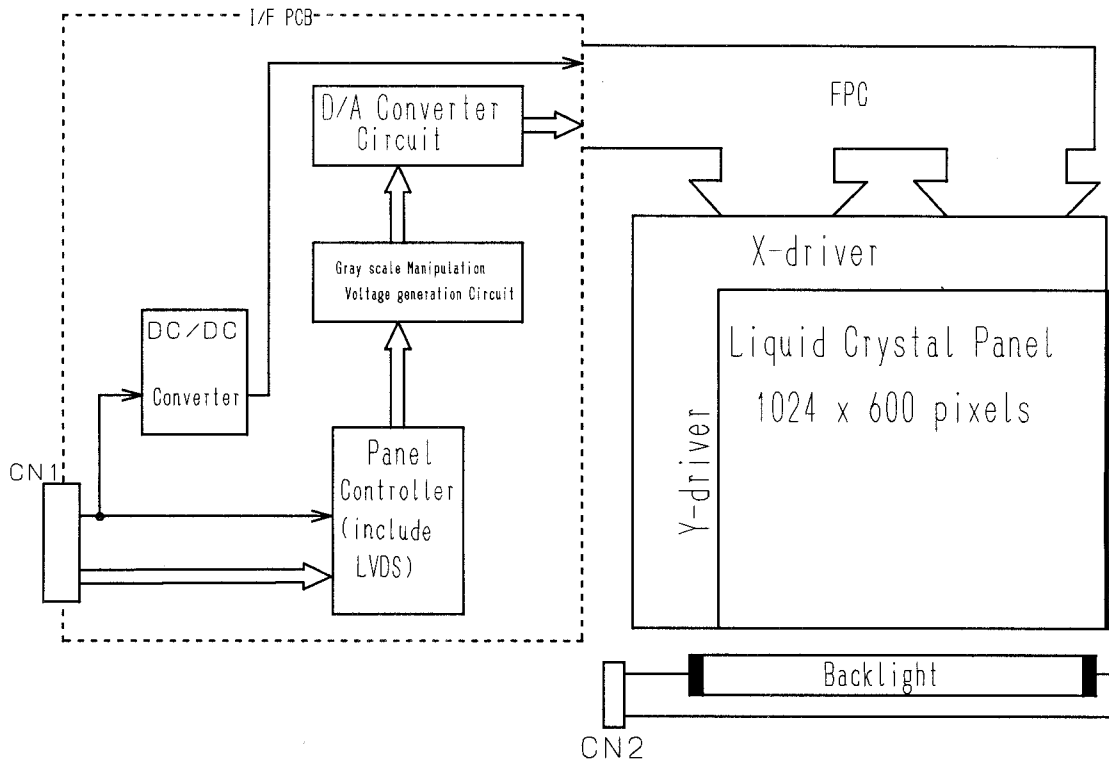 I/F PCB
D/A Converter
Circuit
FPC
Gray scale Manipulation
Voltage generation Circuit
X-driver
DC/DC
Converter
Liquid Crystal Panel
1024 x 600 pixels
Y-driver
Panel
Controller
(include
LVDS)
CN1
Backlight
CN2